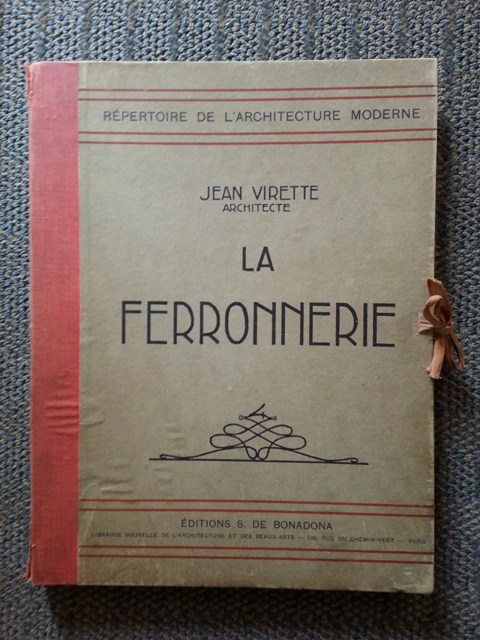 RÉPERTOIRE DE L'ARCHITECTURE MODERNE
JEAN VIRETTE
ARCHITECTE
LA
FERRONNERIE
4
ÉDITIONS S. DE BONADONA
LIBRAIRIE NOUVELLE DE L'ARCHITECTURE ET DES BEAUX-ARTS — 136, RUE DU CHEMIN-VERT — PARIS